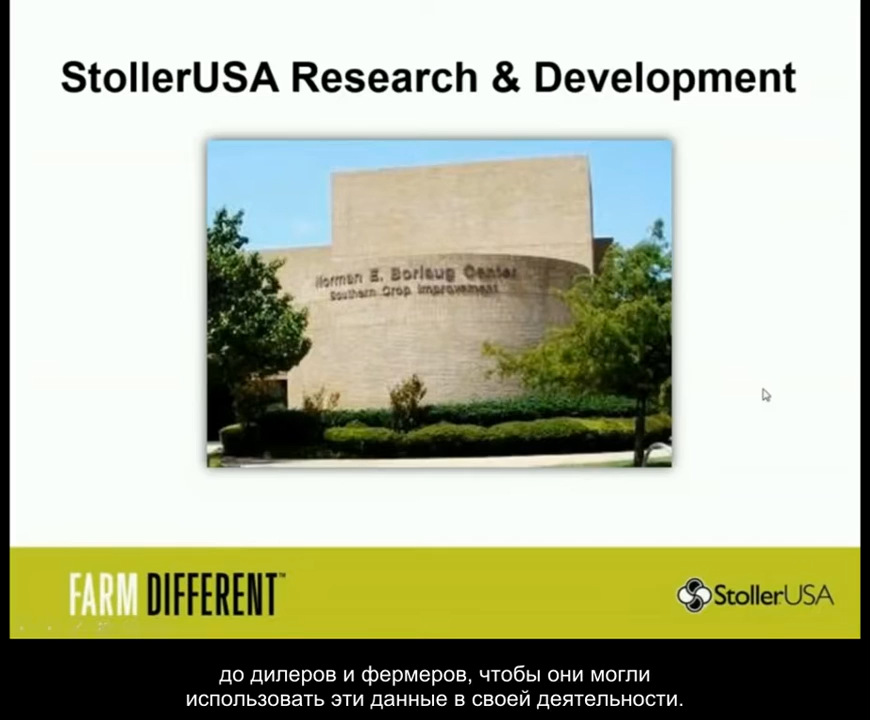 StollerUSA Research & Development
Norman E. Borlaug Center
Southern Crop Improvement
FARM DIFFERENT™
StollerUSA
до дилеров и фермеров, чтобы они могли
использовать эти данные в своей деятельности.